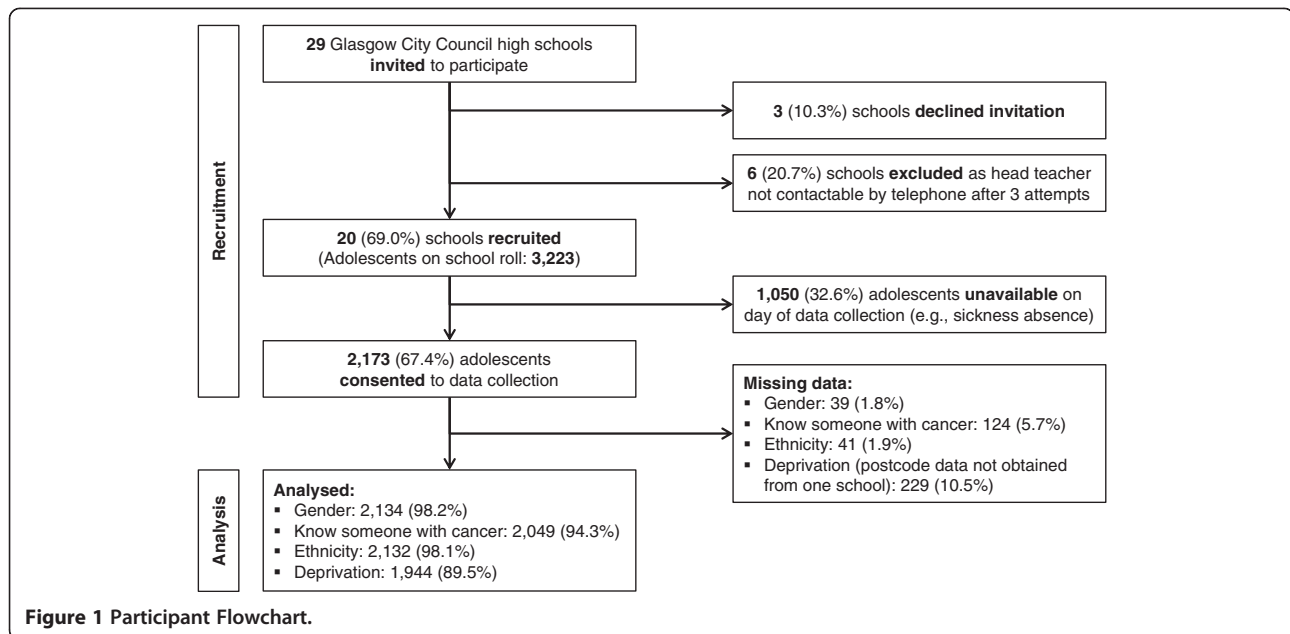 29 Glasgow City Council high schools
invited to participate
3 (10.3%) schools declined invitation
6 (20.7%) schools excluded as head teacher
not contactable by telephone after 3 attempts
Recruitment
20 (69.0%) schools recruited
(Adolescents on school roll: 3,223)
1,050 (32.6%) adolescents unavailable on
day of data collection (e.g., sickness absence)
2,173 (67.4%) adolescents
consented to data collection
Missing data:
▪ Gender: 39 (1.8%)
▪ Know someone with cancer: 124 (5.7%)
▪ Ethnicity: 41 (1.9%)
▪ Deprivation (postcode data not obtained
from one school): 229 (10.5%)
Analysis
Analysed:
▪ Gender: 2,134 (98.2%)
▪ Know someone with cancer: 2,049 (94.3%)
▪ Ethnicity: 2,132 (98.1%)
▪ Deprivation: 1,944 (89.5%)
Figure 1 Participant Flowchart.